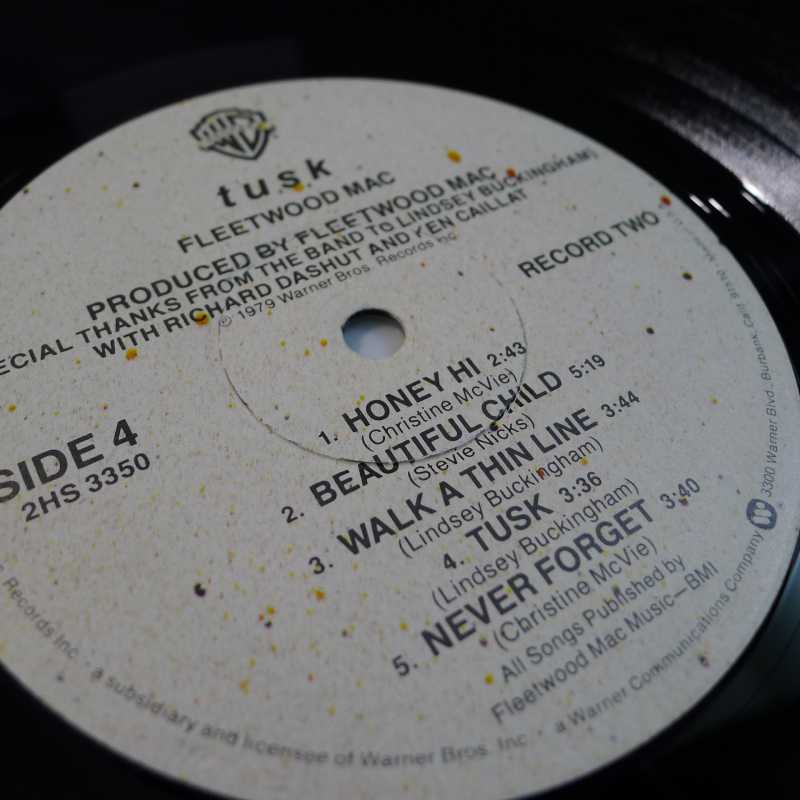 WB
tusk
FLEETWOOD MAC
PRODUCED BY FLEETWOOD MAC
ECIAL THANKS FROM THE BAND To LINDSEY BUCKINGHAM)
WITH RICHARD DASHUT AND KEN CAILLAT
℗ 1979 Warner Bros. Records Inc
RECORD TWO
SIDE 4
2HS 3350
1. HONEY HI 2:43
(Christine McVie)
2. BEAUTIFUL CHILD 5:19
(Stevie Nicks)
3. WALK A THIN LINE 3:44
(Lindsey Buckingham)
4. TUSK 3:36
(Lindsey Buckingham)
5. NEVER FORGET 3:40
(Christine McVie)
All Songs Published by
Fleetwood Mac Music—BMI
Records Inc. · a subsidiary and licensee of Warner Bros. Inc. · a Warner Communications Company 3300 Warner Blvd., Burbank, Calif. 91510